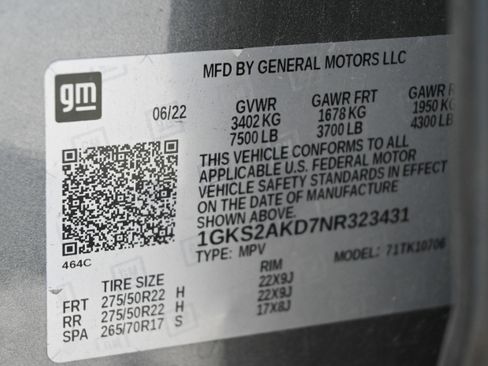 gm
MFD BY GENERAL MOTORS LLC
06/22 GVWR GAWR FRT GAWR RR
3402 KG 1678 KG 1950 KG
7500 LB 3700 LB 4300 LB
THIS VEHICLE CONFORMS TO ALL
APPLICABLE U.S. FEDERAL MOTOR
VEHICLE SAFETY STANDARDS IN EFFECT
ON THE DATE OF MANUFACTURE
SHOWN ABOVE.
1GKS2AKD7NR323431
464C TYPE: MPV MODEL: 71TK10706
TIRE SIZE RIM
FRT 275/50R22 H 22X9J
RR 275/50R22 H 22X9J
SPA 265/70R17 S 17X8J